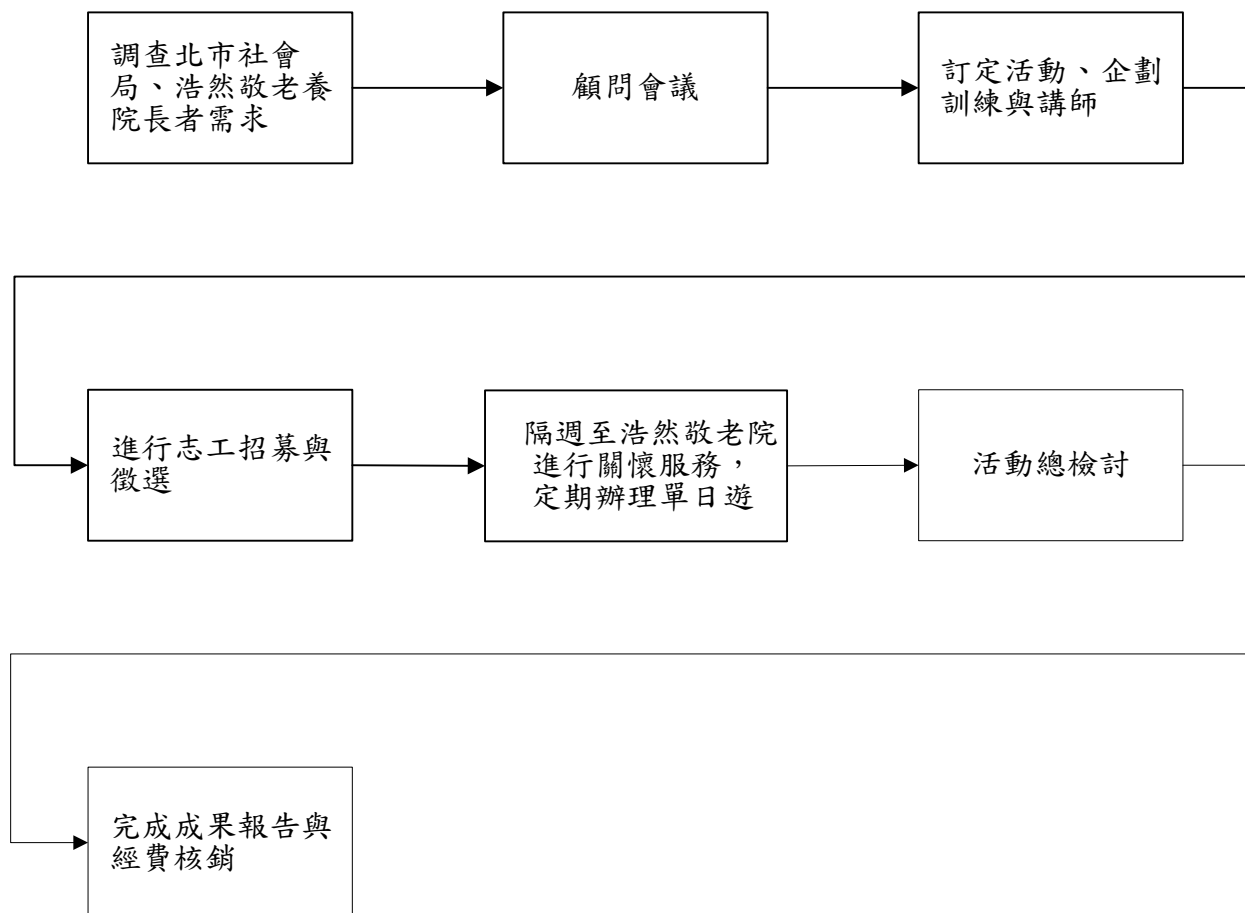 調查北市社會
局、浩然敬老養
院長者需求
顧問會議
訂定活動、企劃
訓練與講師
進行志工招募與
徵選
隔週至浩然敬老院
進行關懷服務，
定期辦理單日遊
活動總檢討
完成成果報告與
經費核銷